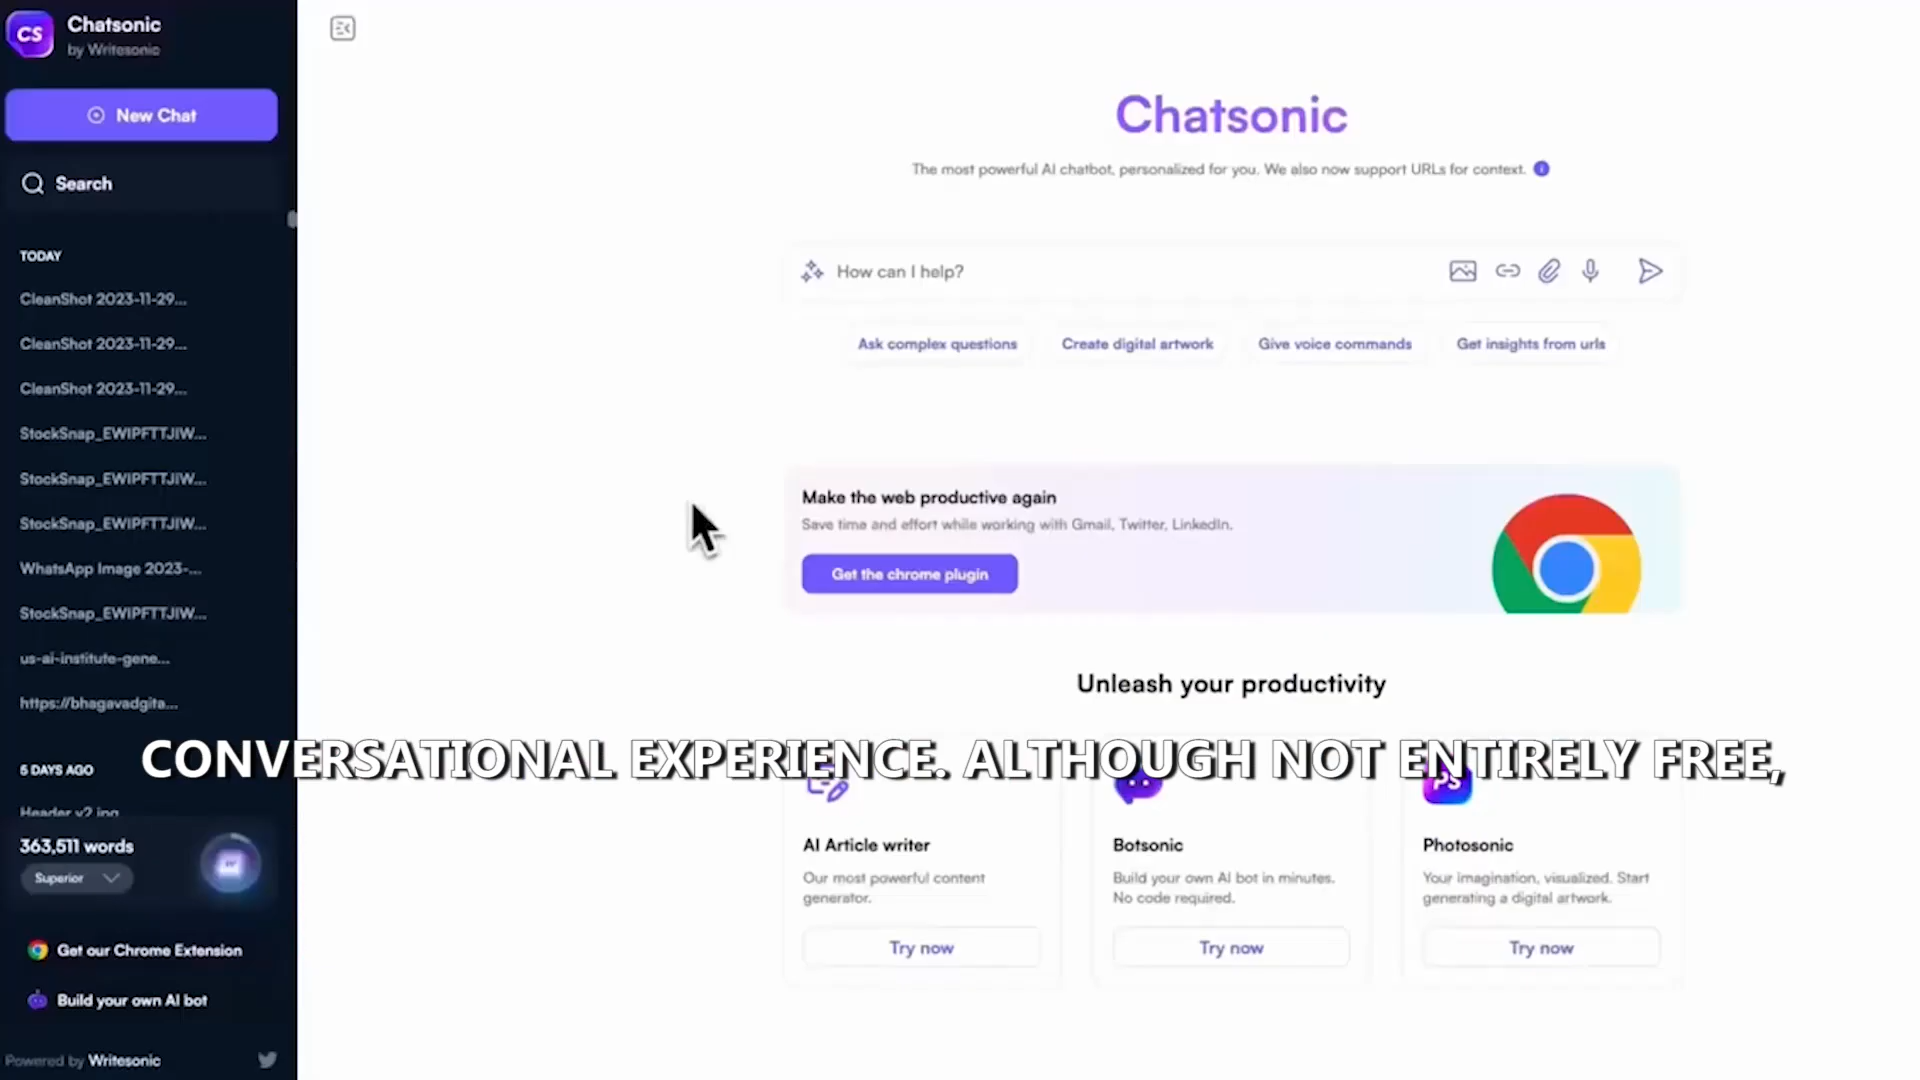 CS
Chatsonic
by Writesonic
New Chat
Search
TODAY
CleanShot 2023-11-29...
CleanShot 2023-11-29...
CleanShot 2023-11-29...
StockSnap_EWIPFTTJIW...
StockSnap_EWIPFTTJIW...
StockSnap_EWIPFTTJIW...
WhatsApp Image 2023-...
StockSnap_EWIPFTTJIW...
us-ai-institute-gene...
https://bhagavadgita...
5 DAYS AGO
Header v2.jpg
363,511 words
Superior
Get our Chrome Extension
Build your own AI bot
Powered by Writesonic
Chatsonic
The most powerful AI chatbot, personalized for you. We also now support URLs for context.
How can I help?
Ask complex questions
Create digital artwork
Give voice commands
Get insights from urls
Make the web productive again
Save time and effort while working with Gmail, Twitter, LinkedIn.
Get the chrome plugin
Unleash your productivity
CONVERSATIONAL EXPERIENCE. ALTHOUGH NOT ENTIRELY FREE,
AI Article writer
Our most powerful content
generator.
Try now
Botsonic
Build your own AI bot in minutes.
No code required.
Try now
PS
Photosonic
Your imagination, visualized. Start
generating a digital artwork.
Try now